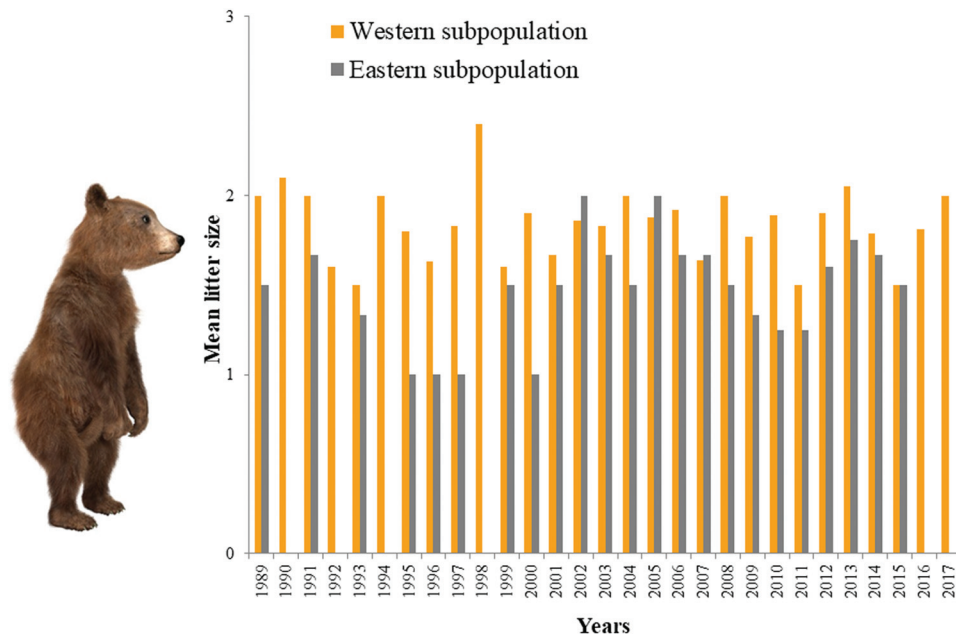 3
Western subpopulation
Eastern subpopulation
2
Mean litter size
1
0
1989 1990 1991 1992 1993 1994 1995 1996 1997 1998 1999 2000 2001 2002 2003 2004 2005 2006 2007 2008 2009 2010 2011 2012 2013 2014 2015 2016 2017
Years